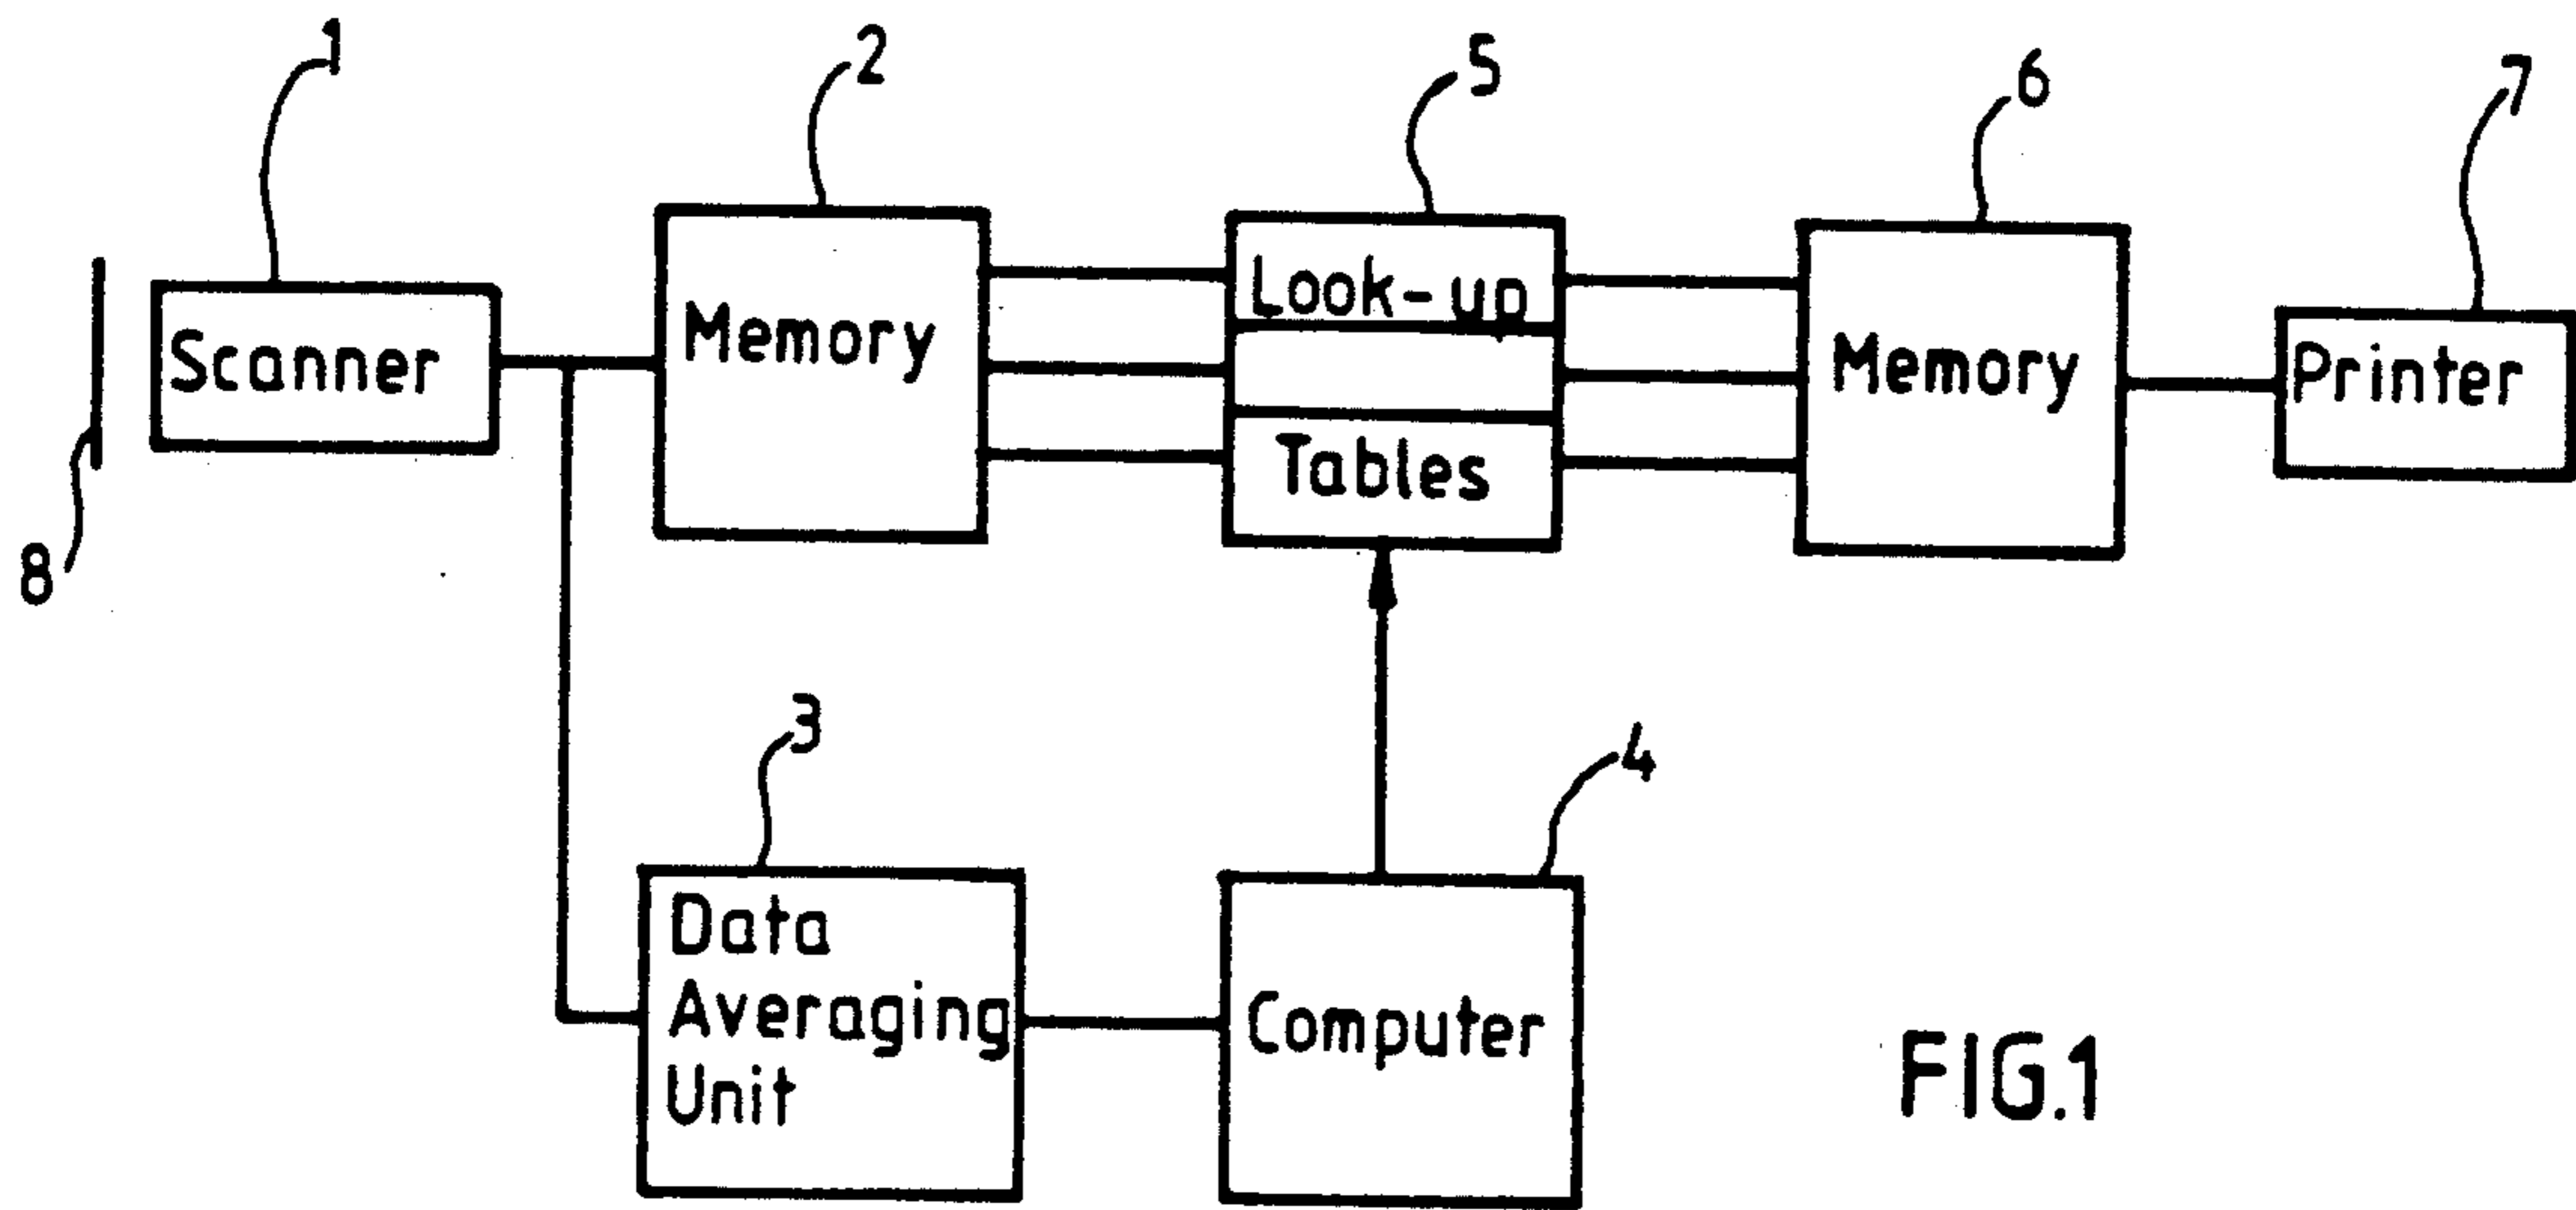 1
2
5
6
7
Scanner
Memory
Look-up
Tables
Memory
Printer
8
3
4
Data
Averaging
Unit
Computer
FIG.1